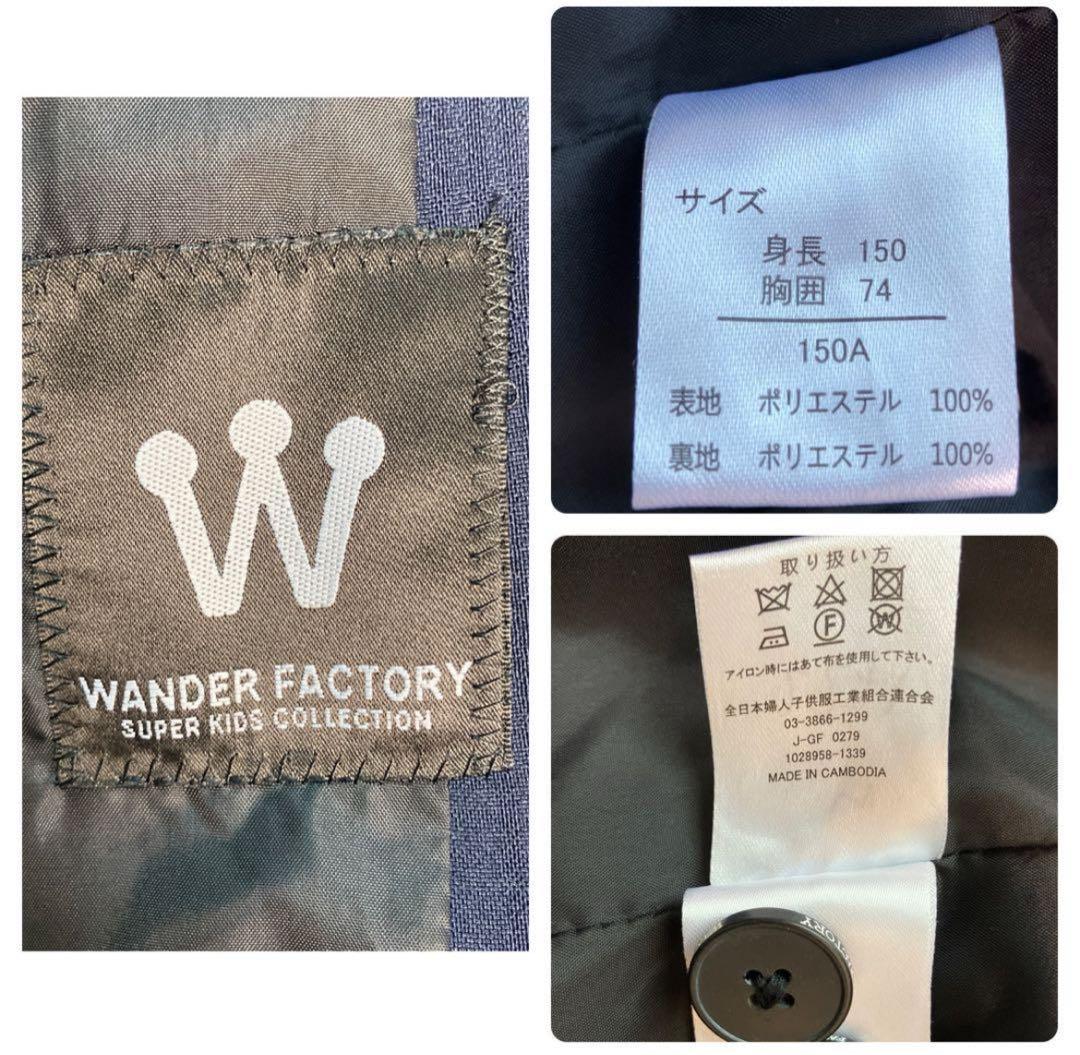 W
WANDER FACTORY
SUPER KIDS COLLECTION
サイズ
身長 150
胸囲 74
150A
表地 ポリエステル 100%
裏地 ポリエステル 100%
取り扱い方
F W
アイロン時にはあて布を使用して下さい。
全日本婦人子供服工業組合連合会
03-3866-1299
J-GF 0279
1028958-1339
MADE IN CAMBODIA